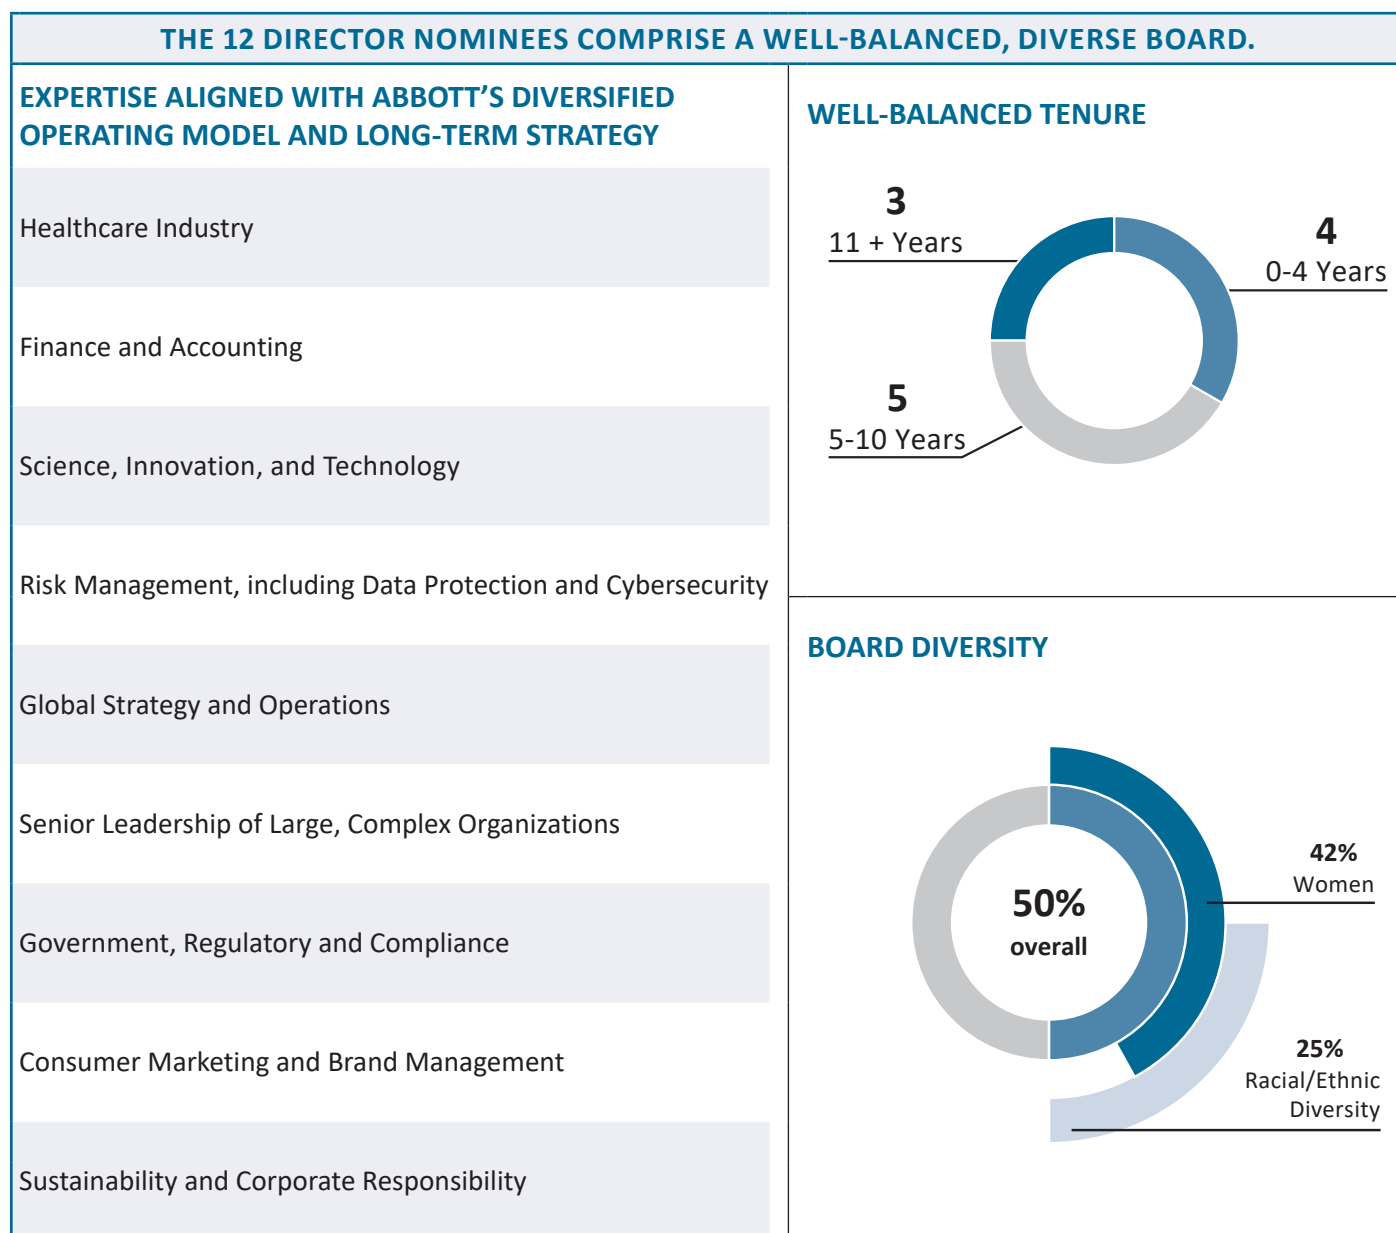 THE 12 DIRECTOR NOMINEES COMPRISE A WELL-BALANCED, DIVERSE BOARD.
EXPERTISE ALIGNED WITH ABBOTT’S DIVERSIFIED
OPERATING MODEL AND LONG-TERM STRATEGY
Healthcare Industry
Finance and Accounting
Science, Innovation, and Technology
Risk Management, including Data Protection and Cybersecurity
Global Strategy and Operations
Senior Leadership of Large, Complex Organizations
Government, Regulatory and Compliance
Consumer Marketing and Brand Management
Sustainability and Corporate Responsibility
WELL-BALANCED TENURE
3
11 + Years
4
0-4 Years
5
5-10 Years
BOARD DIVERSITY
50%
overall
42%
Women
25%
Racial/Ethnic
Diversity